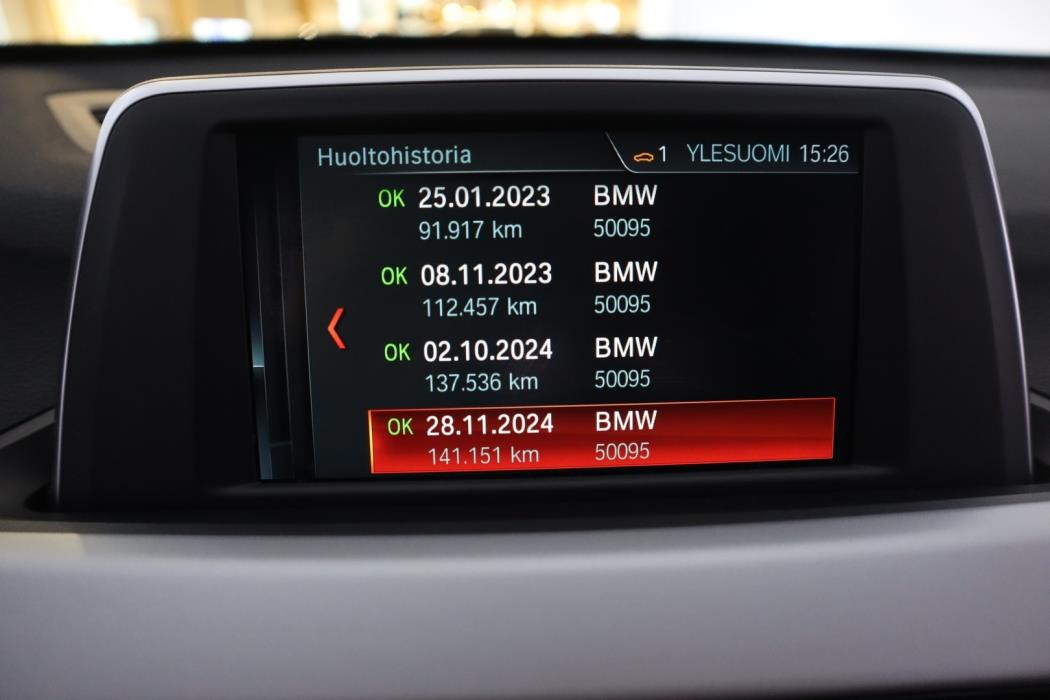 Huoltohistoria 1 YLESUOMI 15:26
OK 25.01.2023 BMW
91.917 km 50095
OK 08.11.2023 BMW
112.457 km 50095
OK 02.10.2024 BMW
137.536 km 50095
OK 28.11.2024 BMW
141.151 km 50095